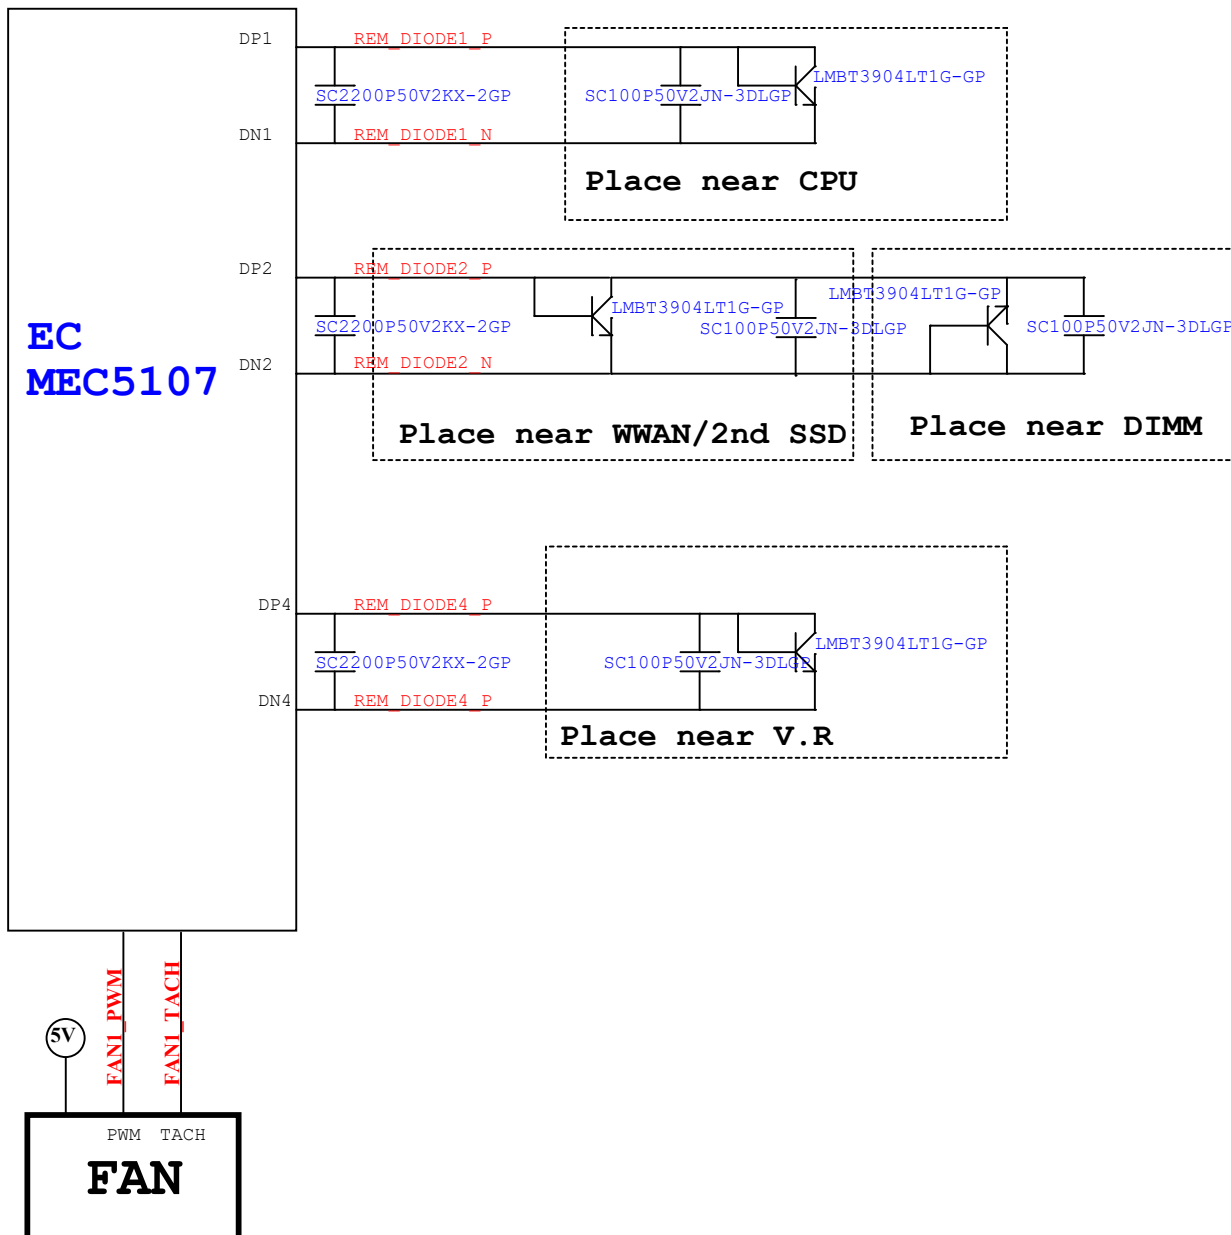 DP1
REM_DIODE1_P
LMBT3904LT1G-GP
SC2200P50V2KX-2GP
SC100P50V2JN-3DLGP
DN1
REM_DIODE1_N
Place near CPU
DP2
REM_DIODE2_P
LMBT3904LT1G-GP
LMBT3904LT1G-GP
SC2200P50V2KX-2GP
SC100P50V2JN-3DLGP
SC100P50V2JN-3DLGP
EC
MEC5107
DN2
REM_DIODE2_N
Place near WWAN/2nd SSD
Place near DIMM
DP4
REM_DIODE4_P
LMBT3904LT1G-GP
SC2200P50V2KX-2GP
SC100P50V2JN-3DLGP
DN4
REM_DIODE4_P
Place near V.R
FAN1_PWM
FAN1_TACH
5V
PWM TACH
FAN